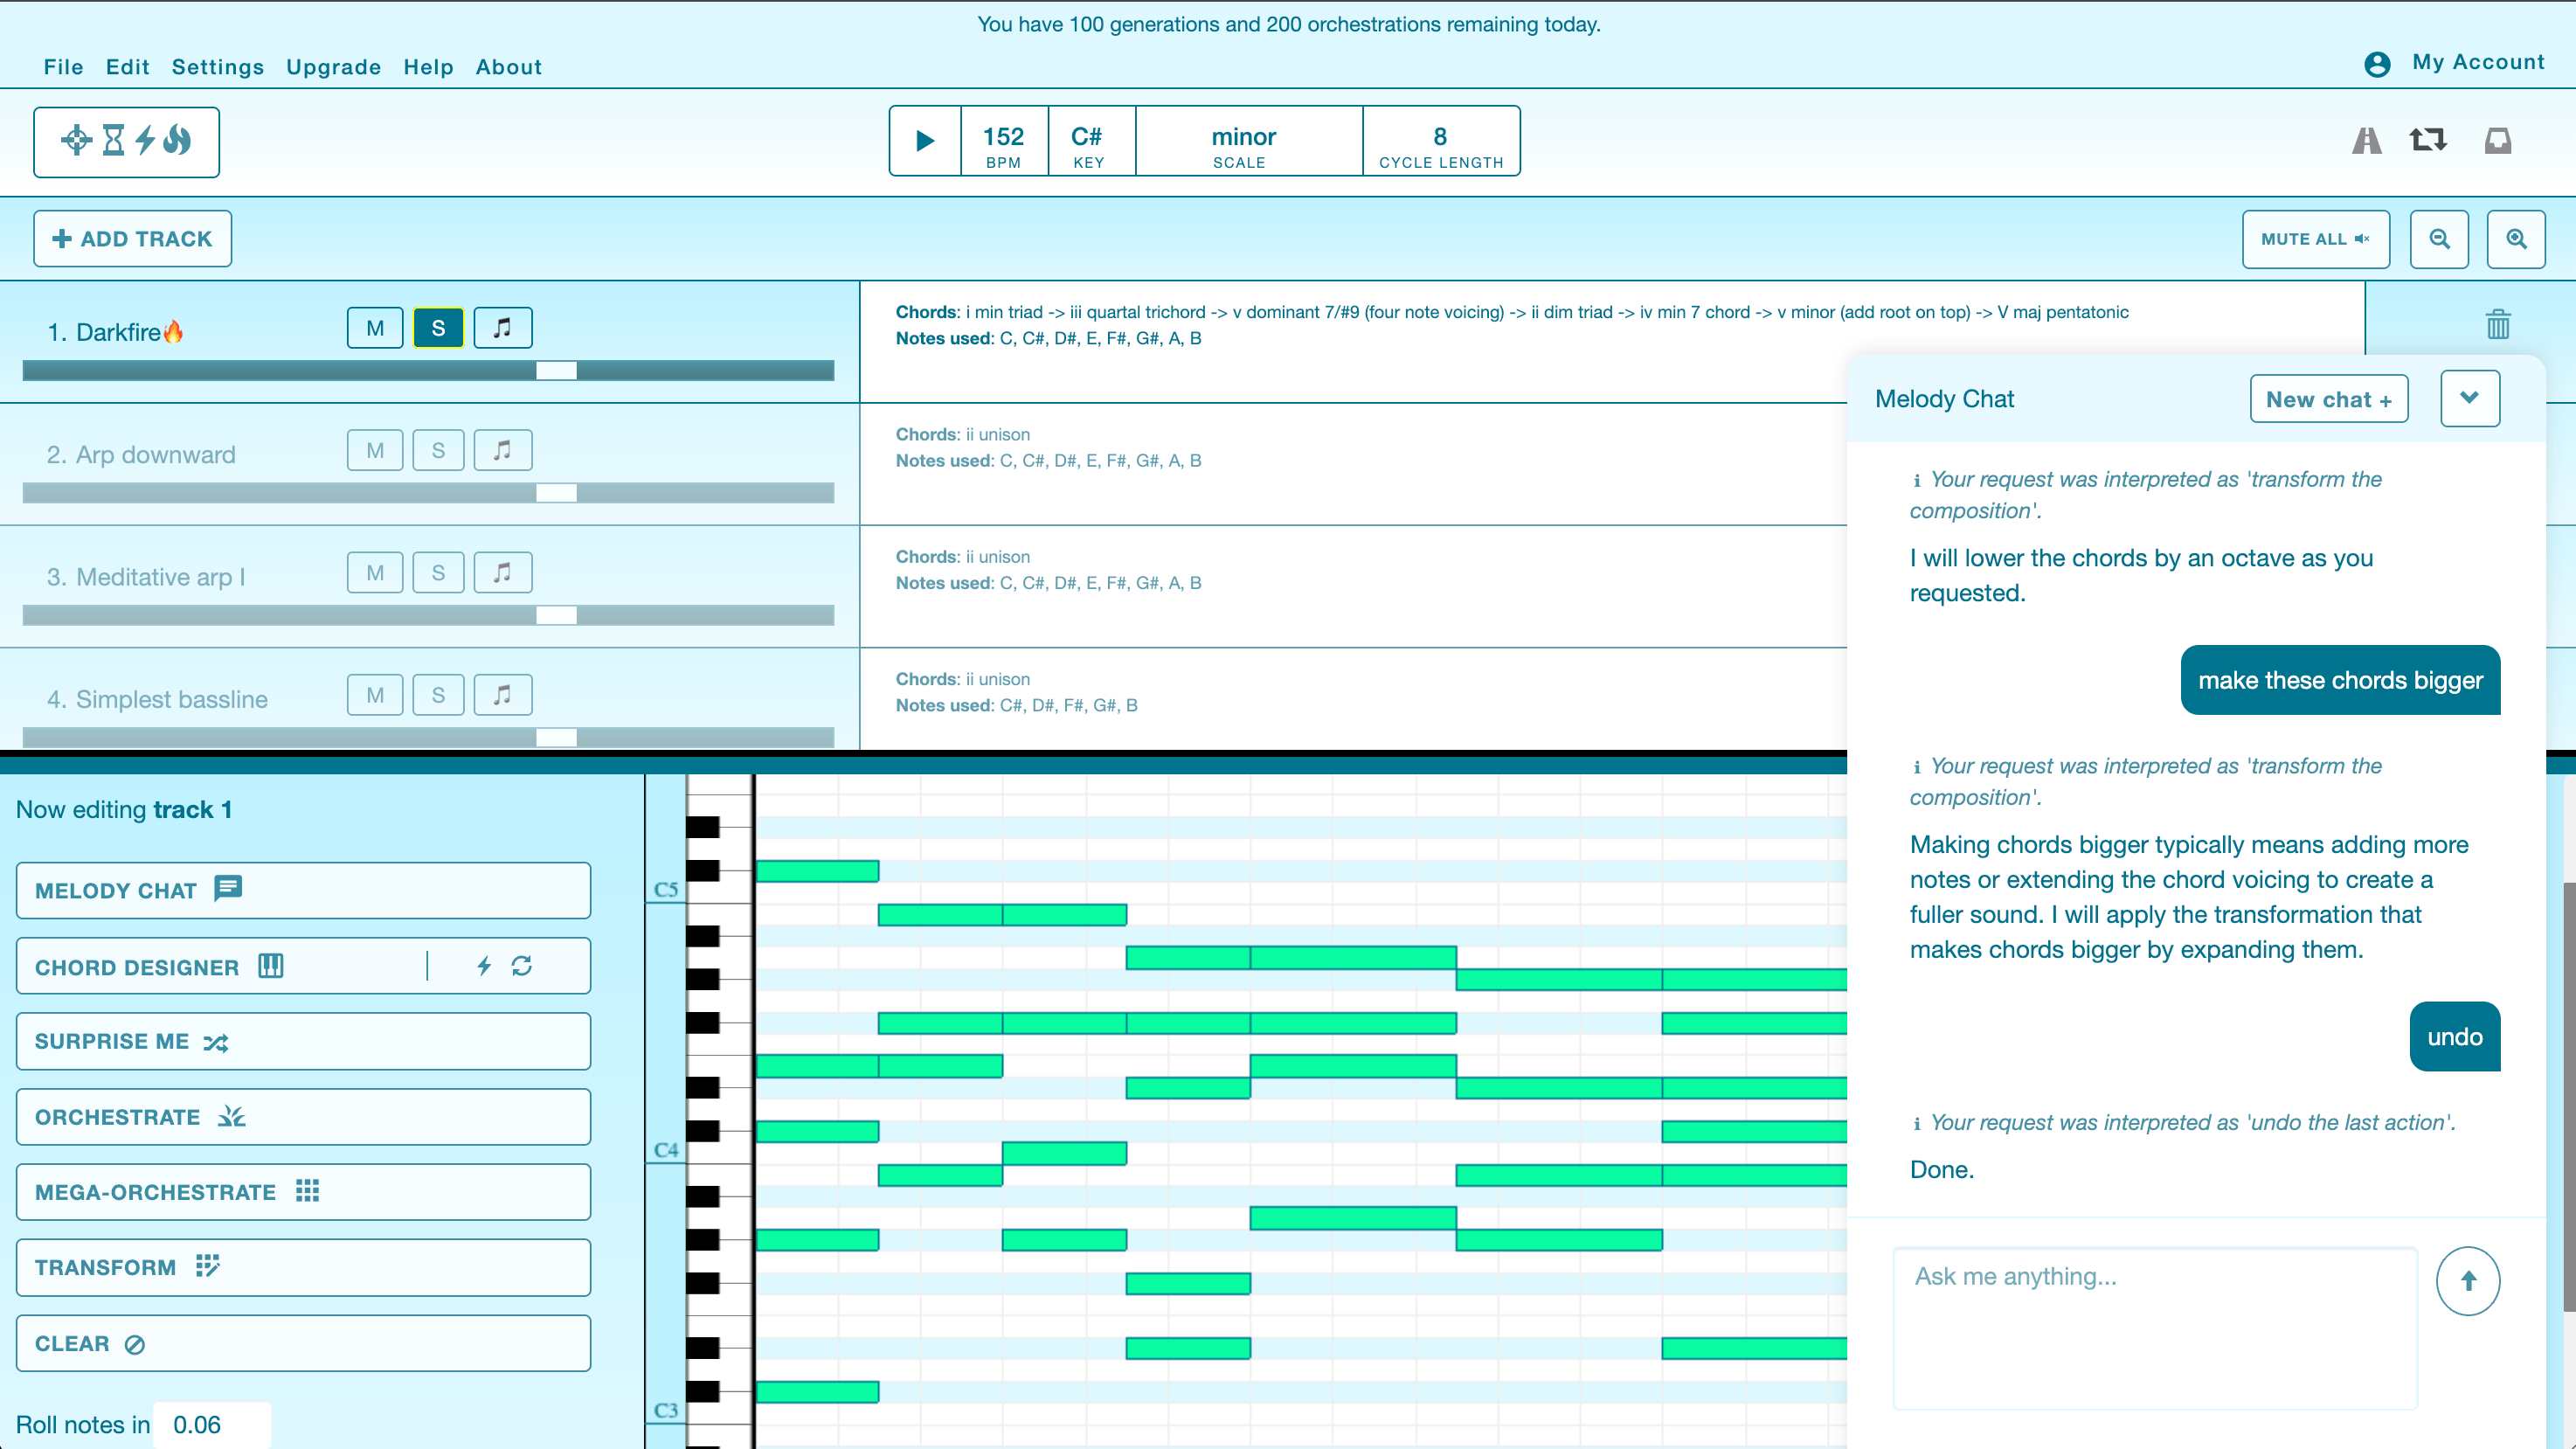 You have 100 generations and 200 orchestrations remaining today.
File Edit Settings Upgrade Help About
My Account
152
BPM
C#
KEY
minor
SCALE
8
CYCLE LENGTH
ADD TRACK
MUTE ALL
1. Darkfire🔥
M S
Chords: i min triad -> iii quartal trichord -> v dominant 7/#9 (four note voicing) -> ii dim triad -> iv min 7 chord -> v minor (add root on top) -> V maj pentatonic
Notes used: C, C#, D#, E, F#, G#, A, B
2. Arp downward
M S
Chords: ii unison
Notes used: C, C#, D#, E, F#, G#, A, B
3. Meditative arp I
M S
Chords: ii unison
Notes used: C, C#, D#, E, F#, G#, A, B
4. Simplest bassline
M S
Chords: ii unison
Notes used: C#, D#, F#, G#, B
Now editing track 1
MELODY CHAT
CHORD DESIGNER
SURPRISE ME
ORCHESTRATE
MEGA-ORCHESTRATE
TRANSFORM
CLEAR
Roll notes in 0.06
C5
C4
C3
Melody Chat
New chat +
Your request was interpreted as 'transform the
composition'.
I will lower the chords by an octave as you
requested.
make these chords bigger
Your request was interpreted as 'transform the
composition'.
Making chords bigger typically means adding more
notes or extending the chord voicing to create a
fuller sound. I will apply the transformation that
makes chords bigger by expanding them.
undo
Your request was interpreted as 'undo the last action'.
Done.
Ask me anything...